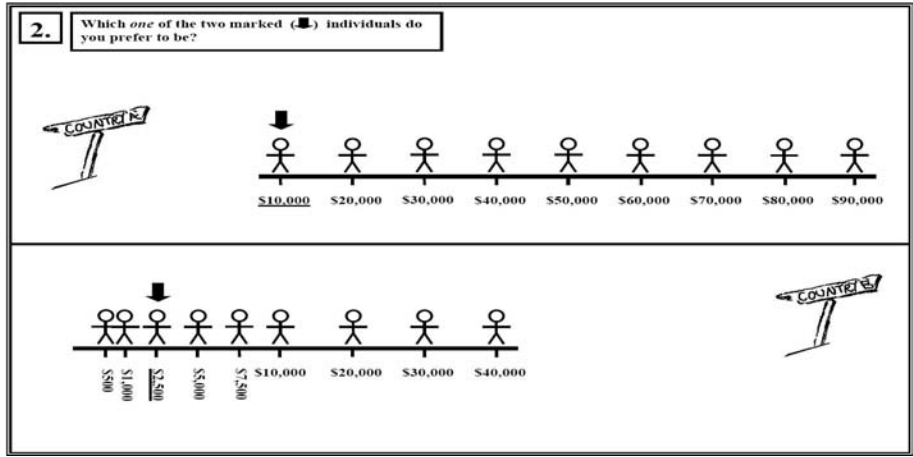 2.
Which one of the two marked (🡇) individuals do
you prefer to be?
COUNTRY A
$10,000 $20,000 $30,000 $40,000 $50,000 $60,000 $70,000 $80,000 $90,000
COUNTRY B
$500 $1,000 $2,500 $5,000 $7,500 $10,000 $20,000 $30,000 $40,000